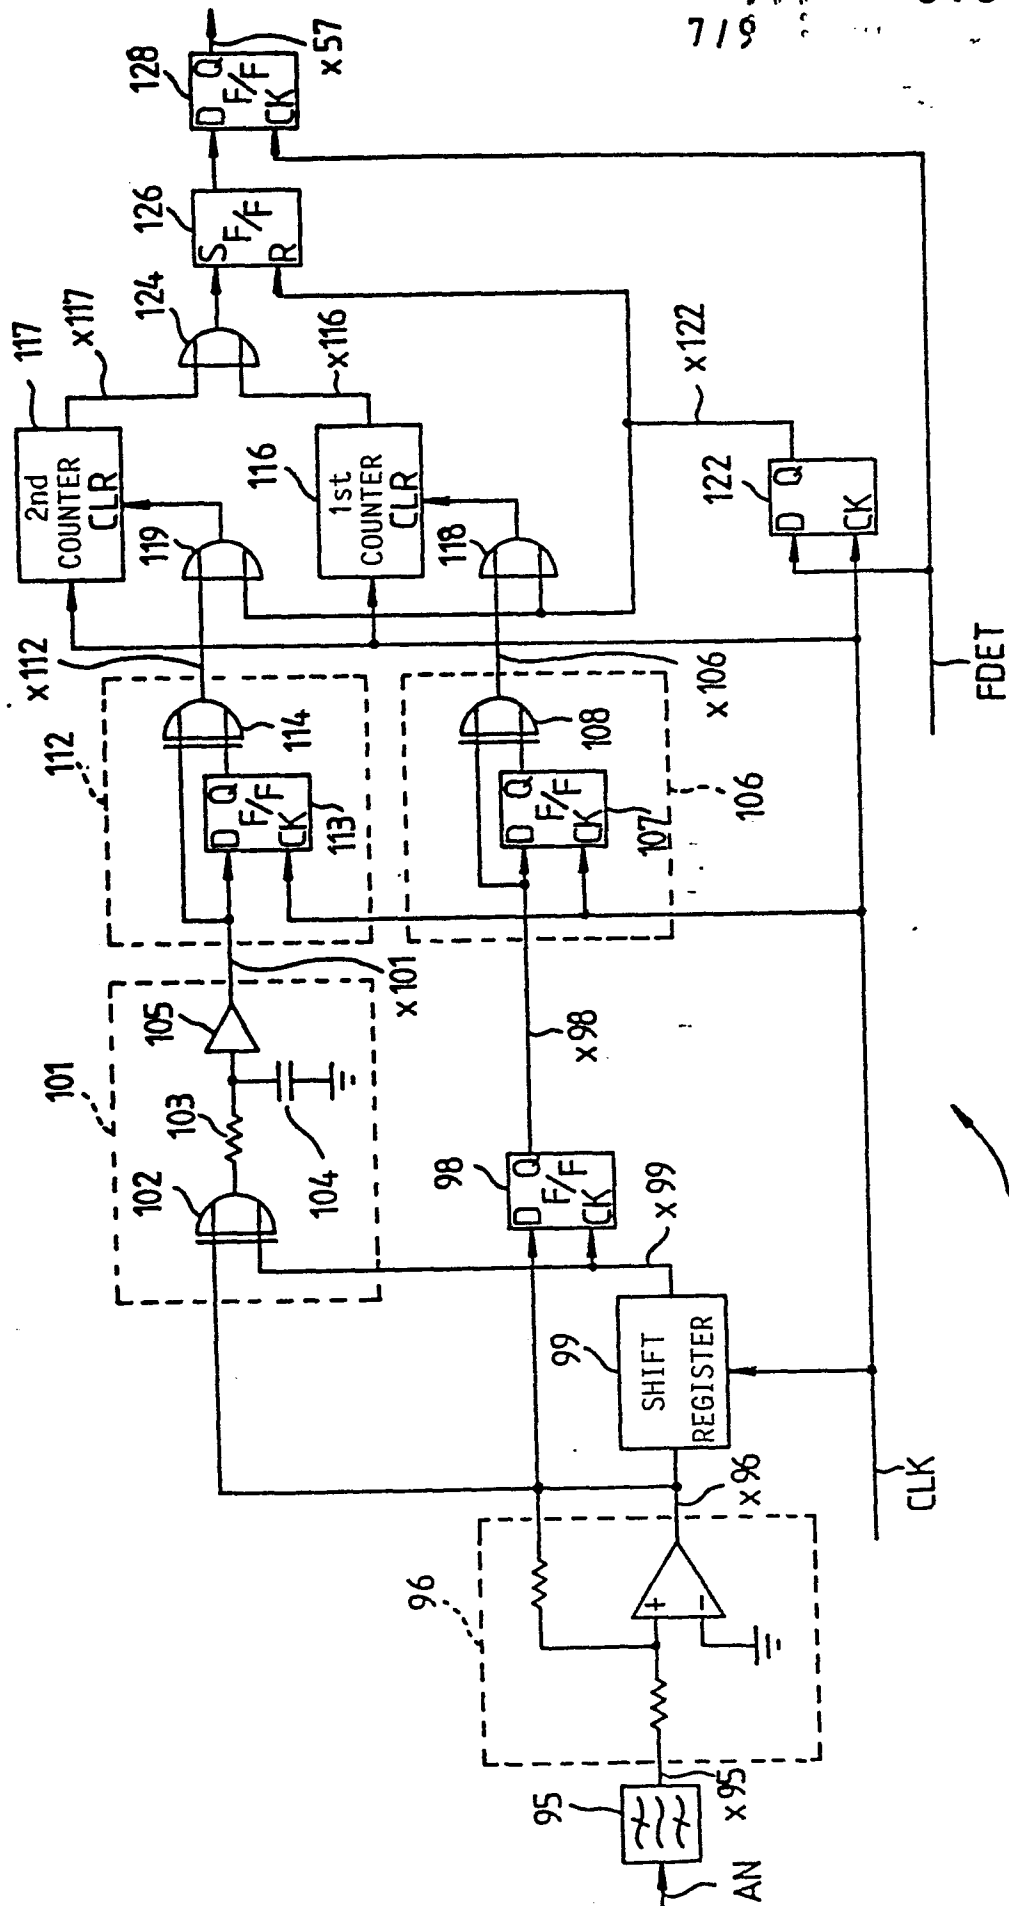 6/7
AN
95
x95
96
+
−
x96
SHIFT
REGISTER
99
x99
CLK
98
D Q
F/F
CK
x98
101
102
103
104
105
x101
112
D Q
F/F
CK
113
114
x112
106
D Q
F/F
CK
107
108
x106
2nd
COUNTER
CLR
117
x117
119
1st
COUNTER
CLR
116
x116
118
D Q
CK
122
x122
FDET
124
S
F/F
R
126
D Q
F/F
CK
128
x57